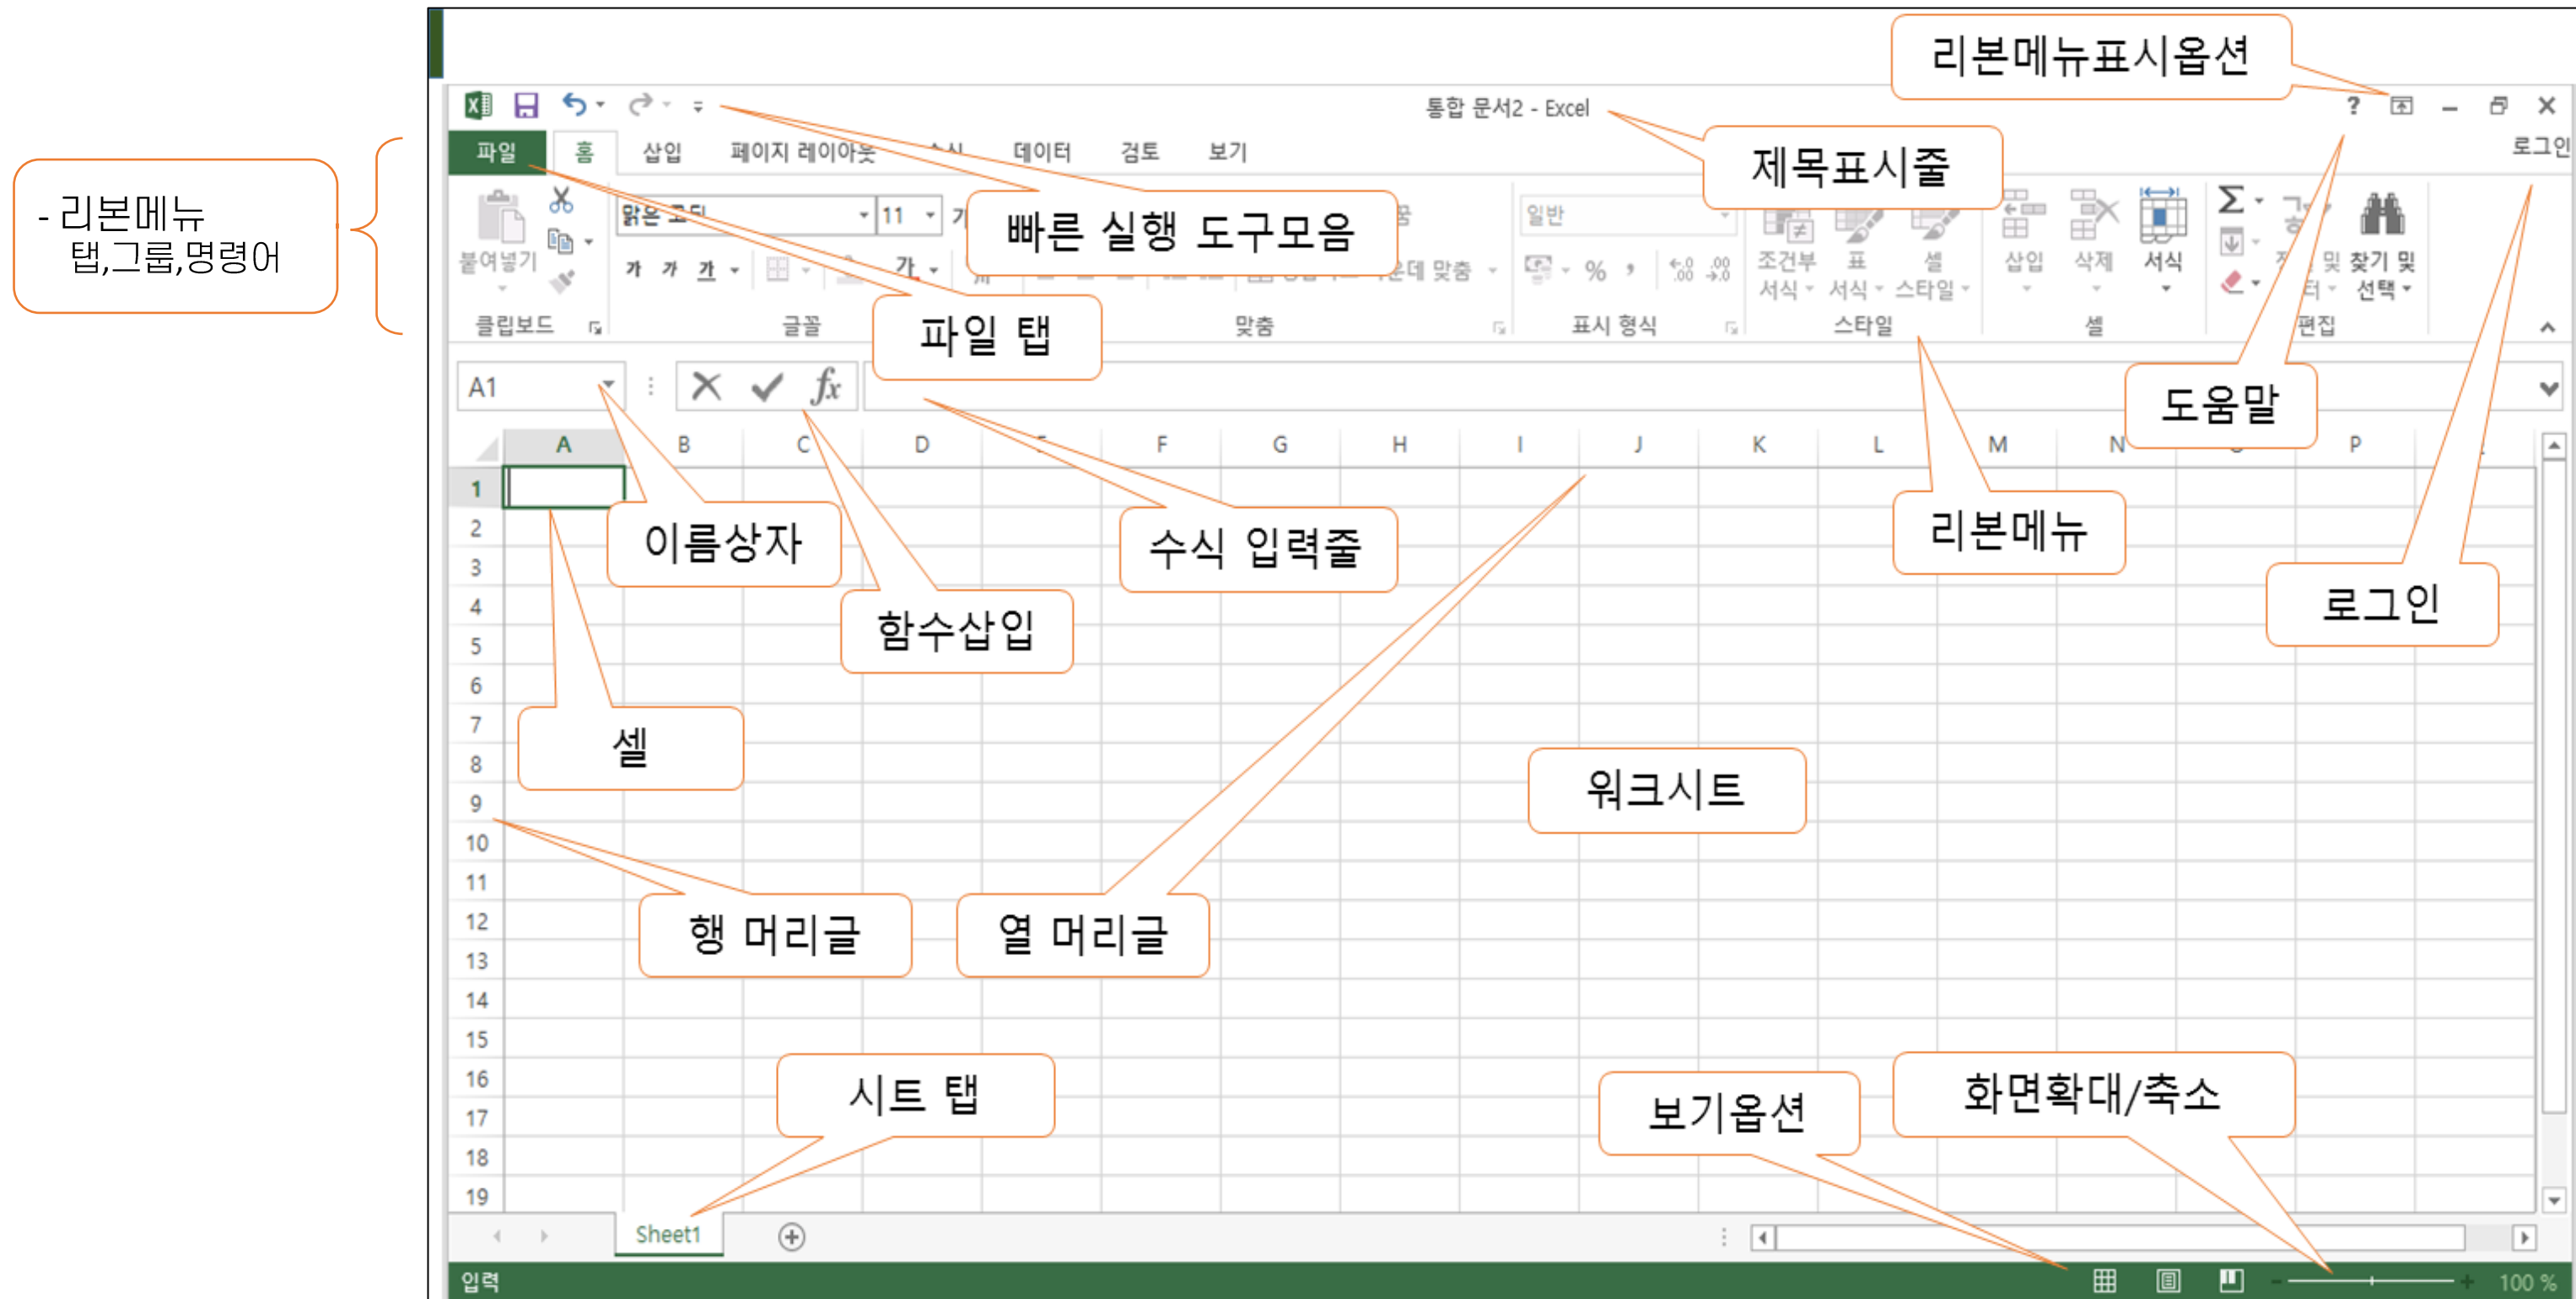 리본메뉴표시옵션
통합 문서2 - Excel
?
제목표시줄
파일 홈 삽입 페이지 레이아웃 데이터 검토 보기
로그인
- 리본메뉴
탭,그룹,명령어
11
일반
빠른 실행 도구모음
붙여넣기
가 가 가 가
맞춤
% ,
조건부
서식
표
서식
셀
스타일
삽입
삭제
서식
및
찾기 및
선택
클립보드
글꼴
맞춤
표시 형식
스타일
셀
편집
파일 탭
도움말
A1
fx
A B C D F G H I J K L M N P
1
2
3
4
5
6
7
8
9
10
11
12
13
14
15
16
17
18
19
이름상자
수식 입력줄
리본메뉴
함수삽입
로그인
셀
워크시트
행 머리글
열 머리글
시트 탭
보기옵션
화면확대/축소
Sheet1
입력
100 %